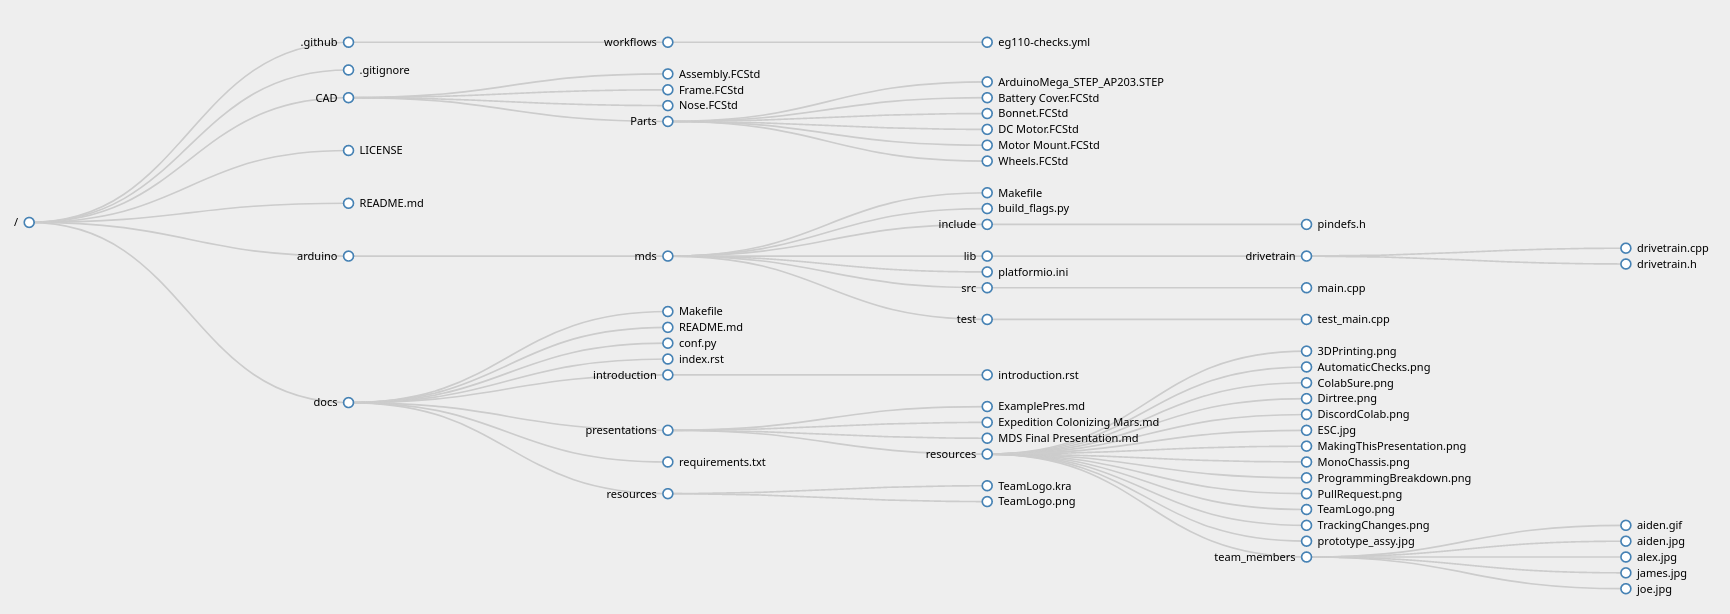 /
.github
workflows
eg110-checks.yml
.gitignore
CAD
Assembly.FCStd
Frame.FCStd
Nose.FCStd
Parts
ArduinoMega_STEP_AP203.STEP
Battery Cover.FCStd
Bonnet.FCStd
DC Motor.FCStd
Motor Mount.FCStd
Wheels.FCStd
LICENSE
README.md
arduino
mds
Makefile
build_flags.py
include
pindefs.h
lib
drivetrain
drivetrain.cpp
drivetrain.h
platformio.ini
src
main.cpp
test
test_main.cpp
docs
Makefile
README.md
conf.py
index.rst
introduction
introduction.rst
presentations
ExamplePres.md
Expedition Colonizing Mars.md
MDS Final Presentation.md
resources
3DPrinting.png
AutomaticChecks.png
ColabSure.png
Dirtree.png
DiscordColab.png
ESC.jpg
MakingThisPresentation.png
MonoChassis.png
ProgrammingBreakdown.png
PullRequest.png
TeamLogo.png
TrackingChanges.png
prototype_assy.jpg
team_members
aiden.gif
aiden.jpg
alex.jpg
james.jpg
joe.jpg
requirements.txt
resources
TeamLogo.kra
TeamLogo.png